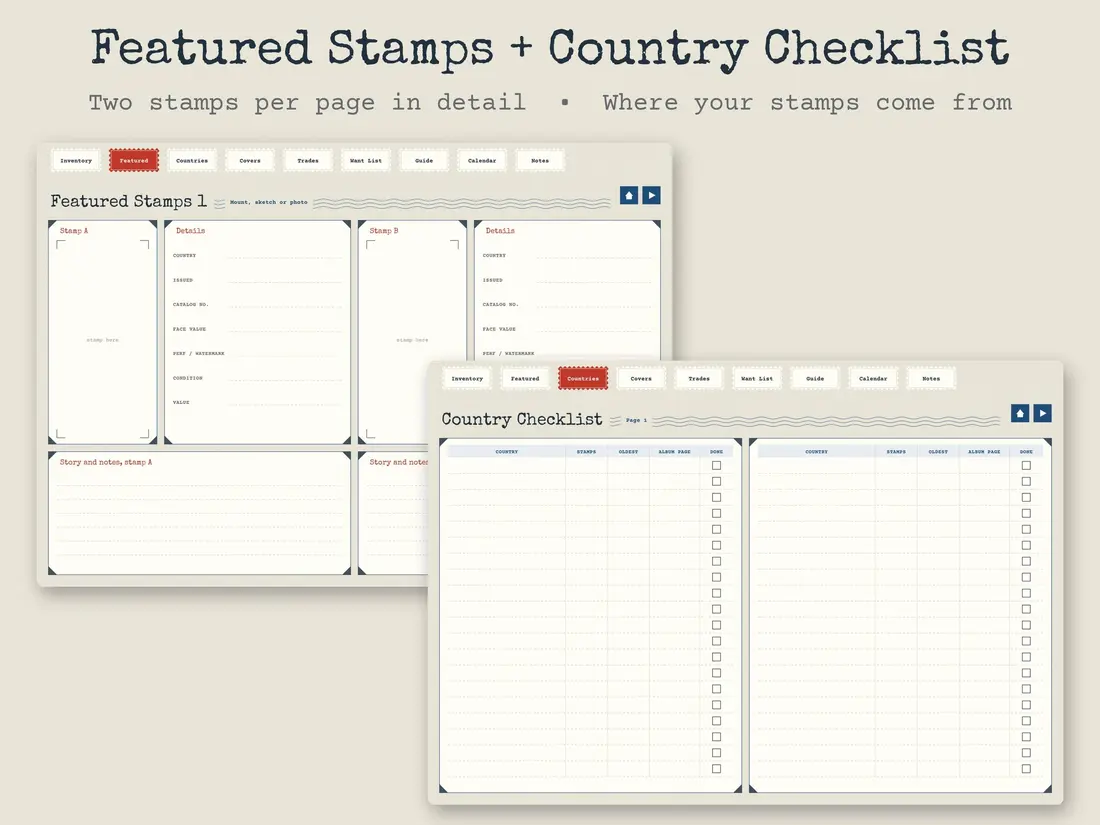 Featured Stamps + Country Checklist
Two stamps per page in detail • Where your stamps come from
Inventory Featured Countries Covers Trades Want List Guide Calendar Notes
Featured Stamps 1 Mount, sketch or photo
Stamp A Details Stamp B Details
COUNTRY COUNTRY
ISSUED ISSUED
CATALOG NO. CATALOG NO.
FACE VALUE FACE VALUE
stamp here stamp here
PERF / WATERMARK PERF / WATERMARK
CONDITION
VALUE
Story and notes, stamp A Story and notes
Inventory Featured Countries Covers Trades Want List Guide Calendar Notes
Country Checklist Page 1
COUNTRY STAMPS OLDEST ALBUM PAGE DONE COUNTRY STAMPS OLDEST ALBUM PAGE DONE